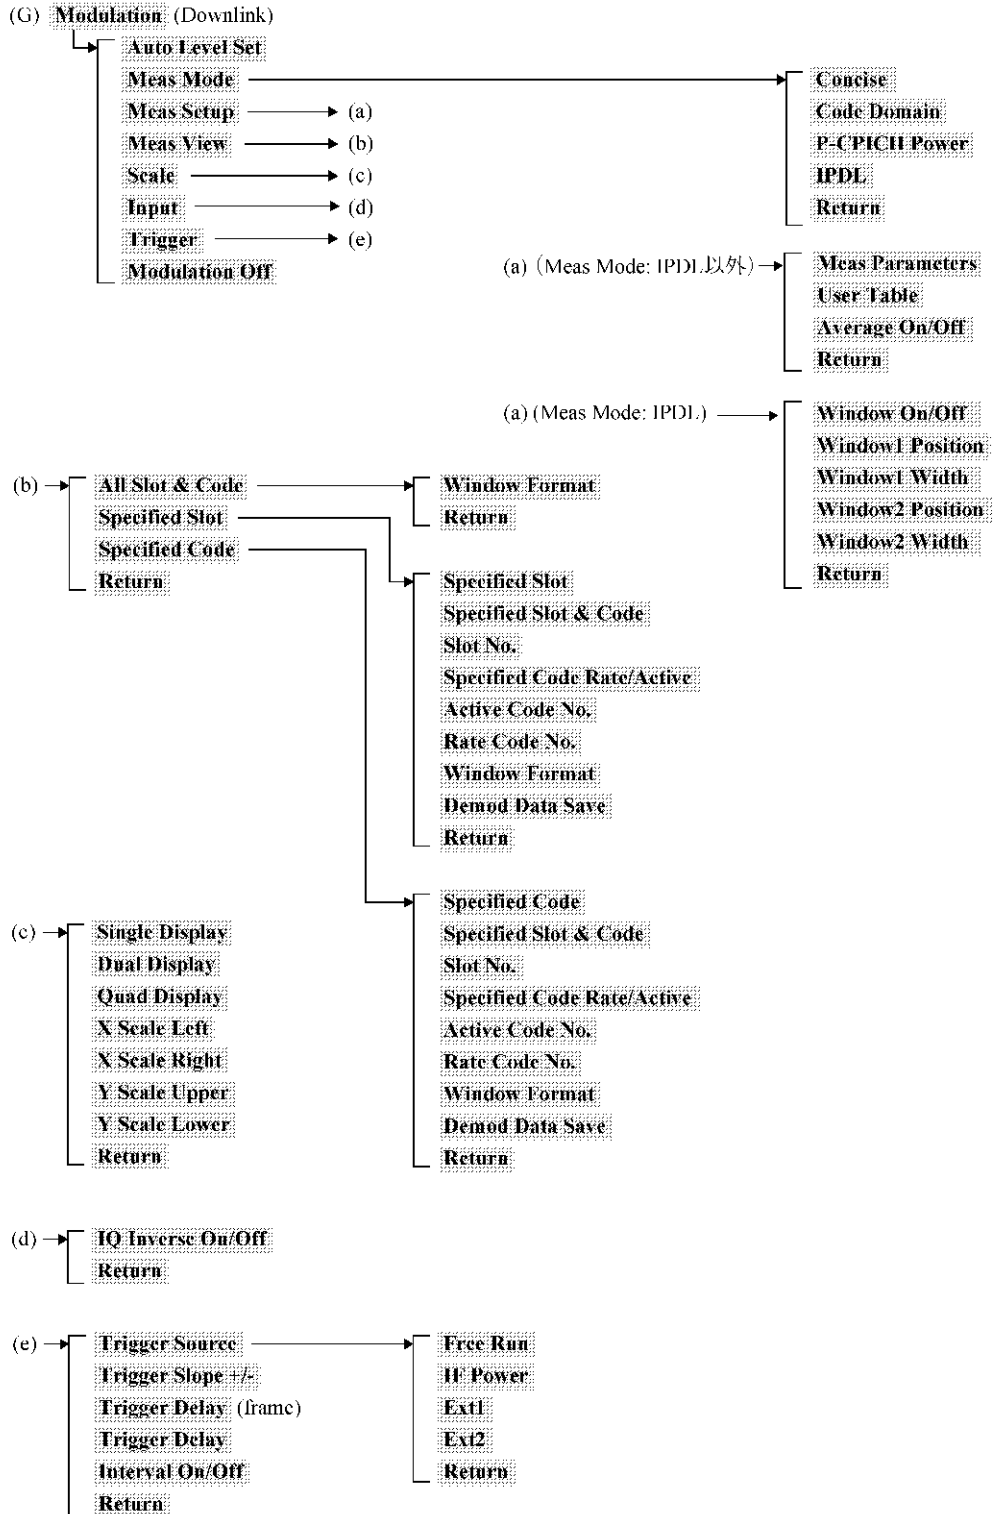 (G) Modulation (Downlink)
Auto Level Set
Meas Mode
Meas Setup (a)
Meas View (b)
Scale (c)
Input (d)
Trigger (e)
Modulation Off
Concise
Code Domain
P-CPICH Power
IPDL
Return
(a) (Meas Mode: IPDL以外)
Meas Parameters
User Table
Average On/Off
Return
(a) (Meas Mode: IPDL)
Window On/Off
Window1 Position
Window1 Width
Window2 Position
Window2 Width
Return
(b)
All Slot & Code
Specified Slot
Specified Code
Return
Window Format
Return
Specified Slot
Specified Slot & Code
Slot No.
Specified Code Rate/Active
Active Code No.
Rate Code No.
Window Format
Demod Data Save
Return
Specified Code
Specified Slot & Code
Slot No.
Specified Code Rate/Active
Active Code No.
Rate Code No.
Window Format
Demod Data Save
Return
(c)
Single Display
Dual Display
Quad Display
X Scale Left
X Scale Right
Y Scale Upper
Y Scale Lower
Return
(d)
IQ Inverse On/Off
Return
(e)
Trigger Source
Trigger Slope +/-
Trigger Delay (frame)
Trigger Delay
Interval On/Off
Return
Free Run
IF Power
Ext1
Ext2
Return